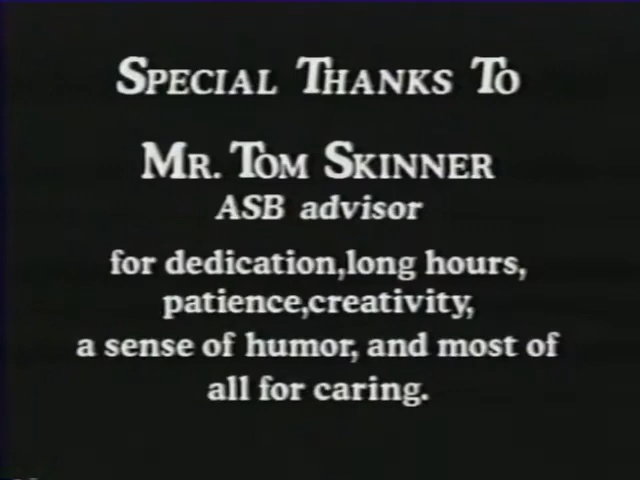 SPECIAL THANKS TO
MR. TOM SKINNER
ASB advisor
for dedication,long hours,
patience,creativity,
a sense of humor, and most of
all for caring.